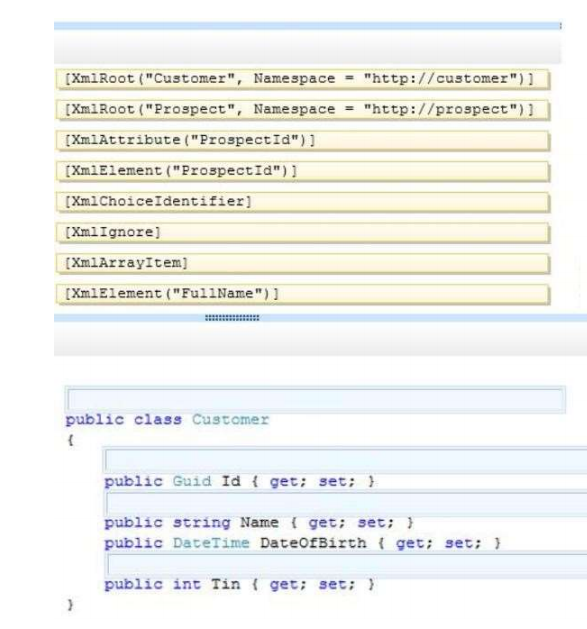 [XmlRoot("Customer", Namespace = "http://customer")]
[XmlRoot("Prospect", Namespace = "http://prospect")]
[XmlAttribute("ProspectId")]
[XmlElement("ProspectId")]
[XmlChoiceIdentifier]
[XmlIgnore]
[XmlArrayItem]
[XmlElement("FullName")]
public class Customer
{
public Guid Id { get; set; }
public string Name { get; set; }
public DateTime DateOfBirth { get; set; }
public int Tin { get; set; }
}